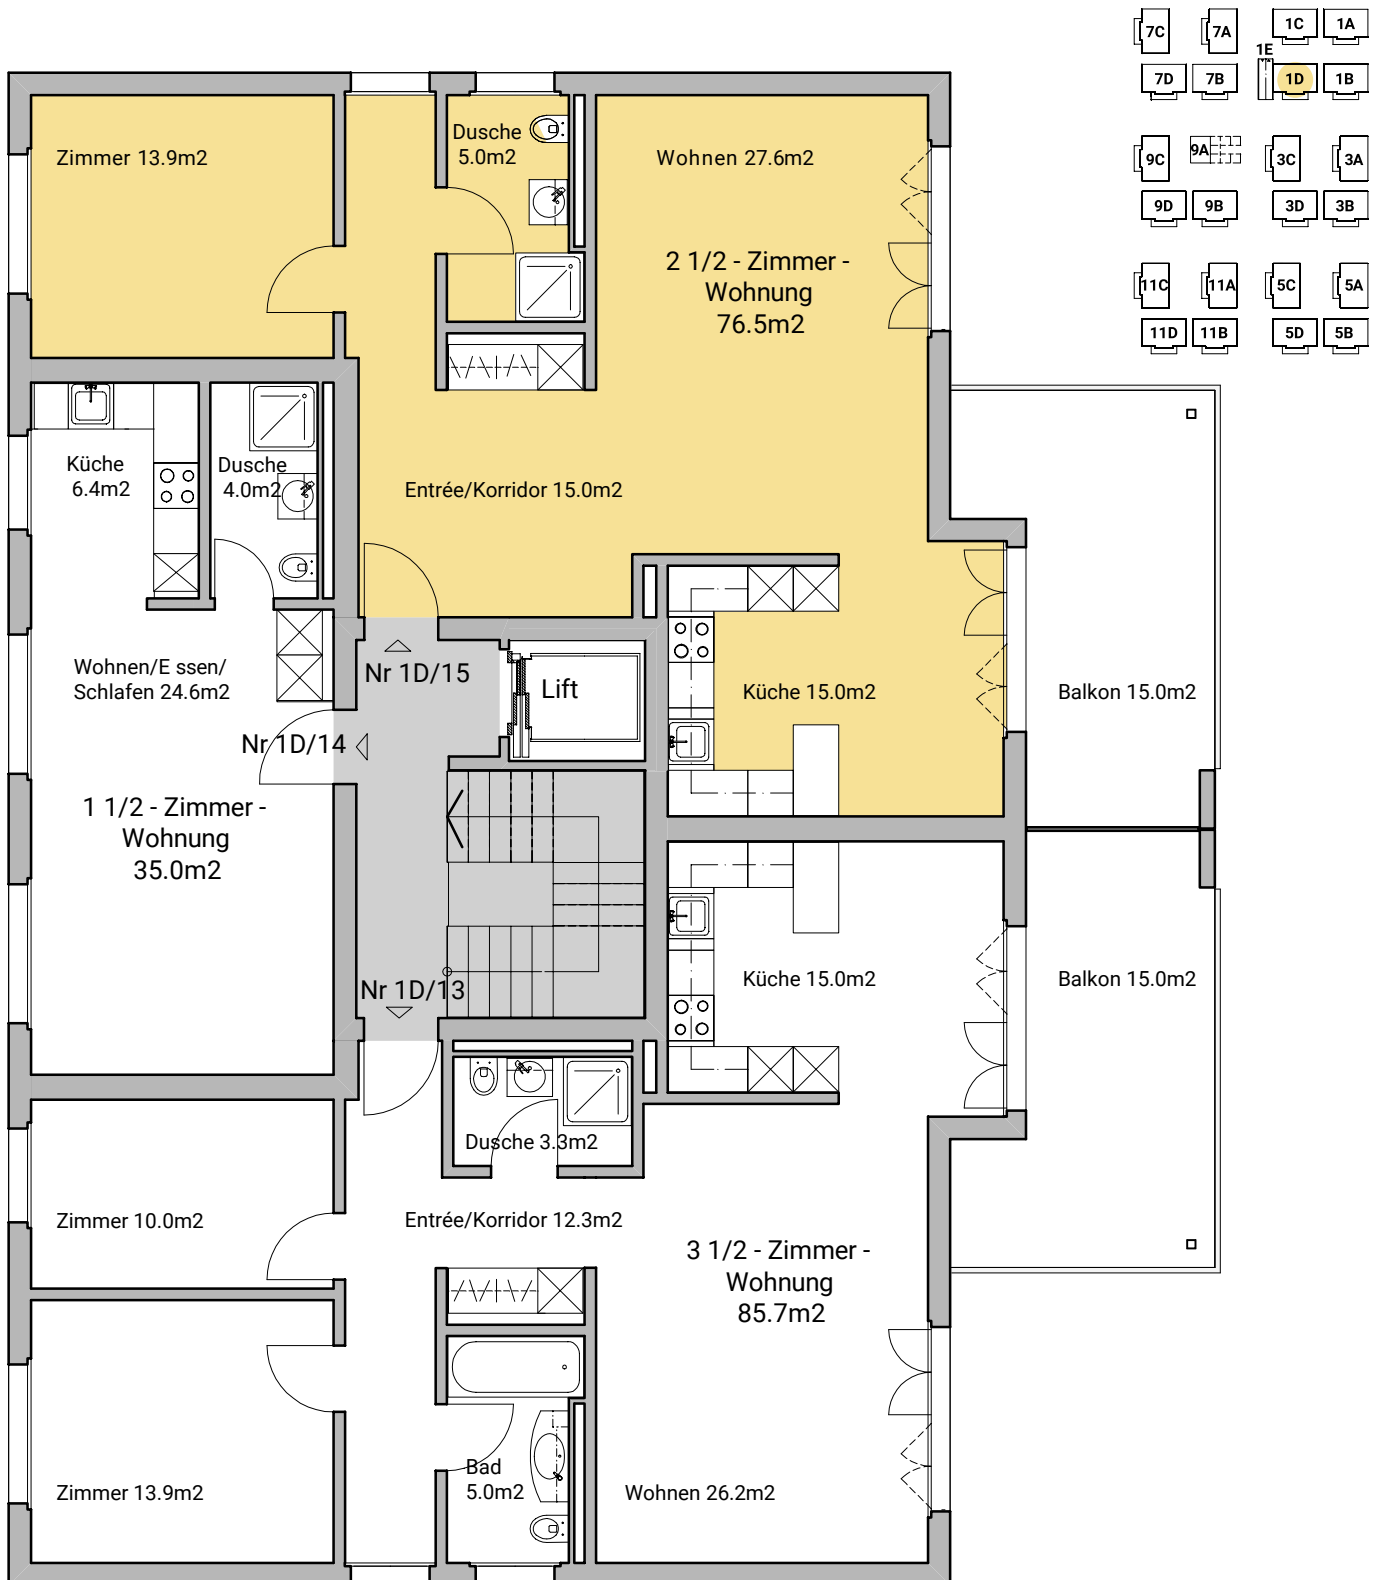 7C
7A
1C
1A
1E
7D
7B
1D
1B
9C
9A
3C
3A
9D
9B
3D
3B
11C
11A
5C
5A
11D
11B
5D
5B
Zimmer 13.9m2
Dusche
5.0m2
Wohnen 27.6m2
2 1/2 - Zimmer -
Wohnung
76.5m2
Küche
6.4m2
Dusche
4.0m2
Entrée/Korridor 15.0m2
Wohnen/E ssen/
Schlafen 24.6m2
Nr 1D/15
Lift
Küche 15.0m2
Balkon 15.0m2
Nr 1D/14
1 1/2 - Zimmer -
Wohnung
35.0m2
Nr 1D/13
Küche 15.0m2
Balkon 15.0m2
Dusche 3.3m2
Zimmer 10.0m2
Entrée/Korridor 12.3m2
3 1/2 - Zimmer -
Wohnung
85.7m2
Zimmer 13.9m2
Bad
5.0m2
Wohnen 26.2m2